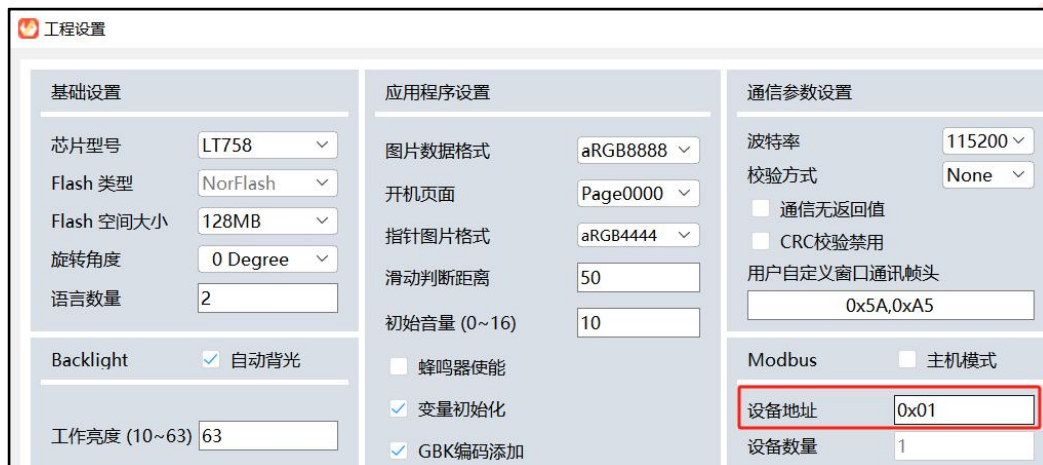 工程设置
基础设置
芯片型号 LT758
Flash 类型 NorFlash
Flash 空间大小 128MB
旋转角度 0 Degree
语言数量 2
Backlight 自动背光
工作亮度 (10~63) 63
应用程序设置
图片数据格式 aRGB8888
开机页面 Page0000
指针图片格式 aRGB4444
滑动判断距离 50
初始音量 (0~16) 10
蜂鸣器使能
变量初始化
GBK编码添加
通信参数设置
波特率 115200
校验方式 None
通信无返回值
CRC校验禁用
用户自定义窗口通讯帧头
0x5A,0xA5
Modbus 主机模式
设备地址 0x01
设备数量 1